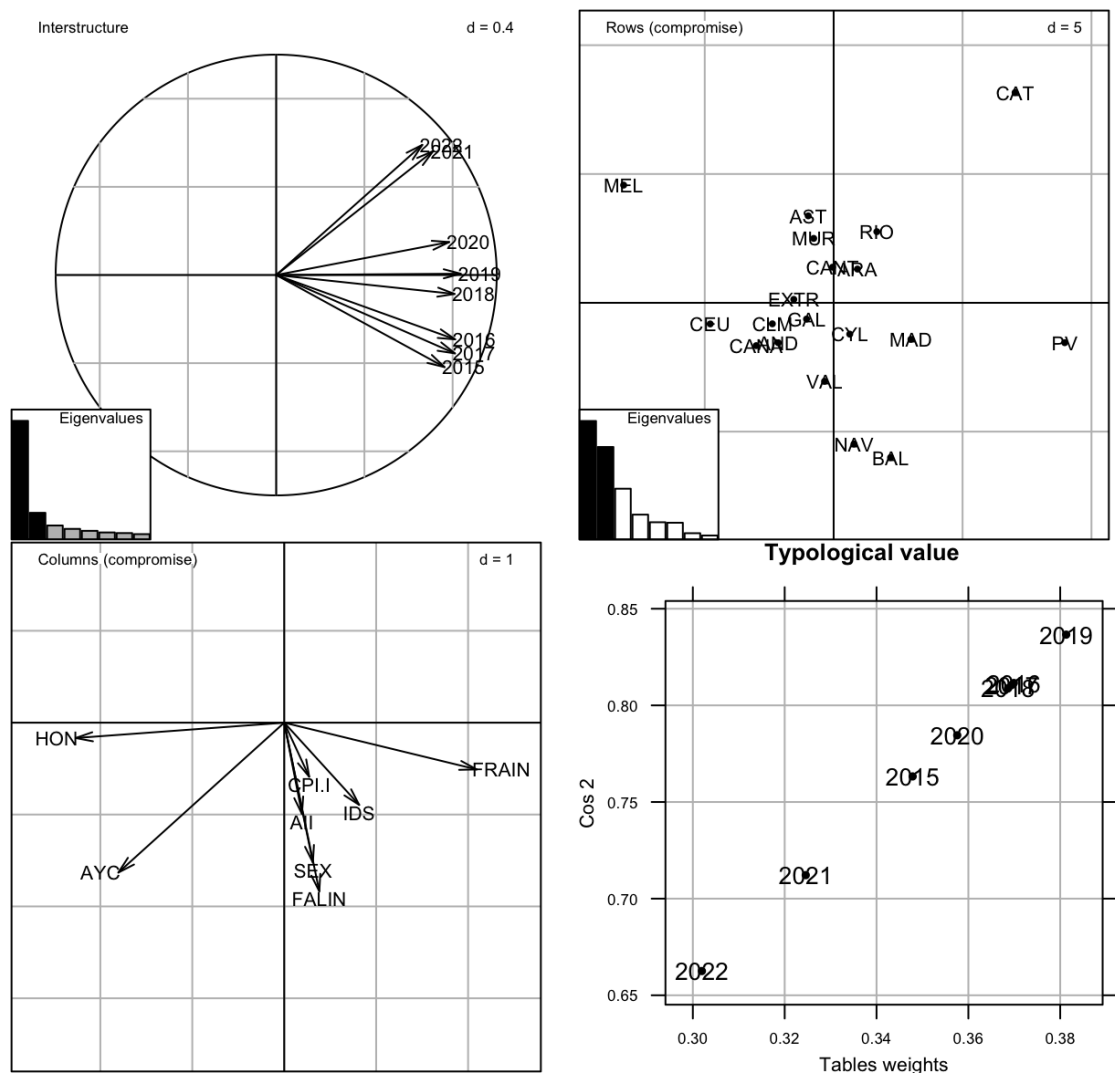 Interstructure
d = 0.4
2022
2021
2020
2019
2018
2016
2017
2015
Eigenvalues
Rows (compromise)
d = 5
CAT
MEL
AST
MUR
RIO
CANT
ARA
EXTR
CEU
CLM
GAL
CANA
AND
CYL
MAD
PV
VAL
NAV
BAL
Eigenvalues
Columns (compromise)
d = 1
HON
FRAIN
CPI.I
IDS
AII
AYC
SEX
FALIN
Typological value
0.85
0.80
0.75
0.70
0.65
Cos 2
2019
2018
2020
2015
2021
2022
0.30
0.32
0.34
0.36
0.38
Tables weights